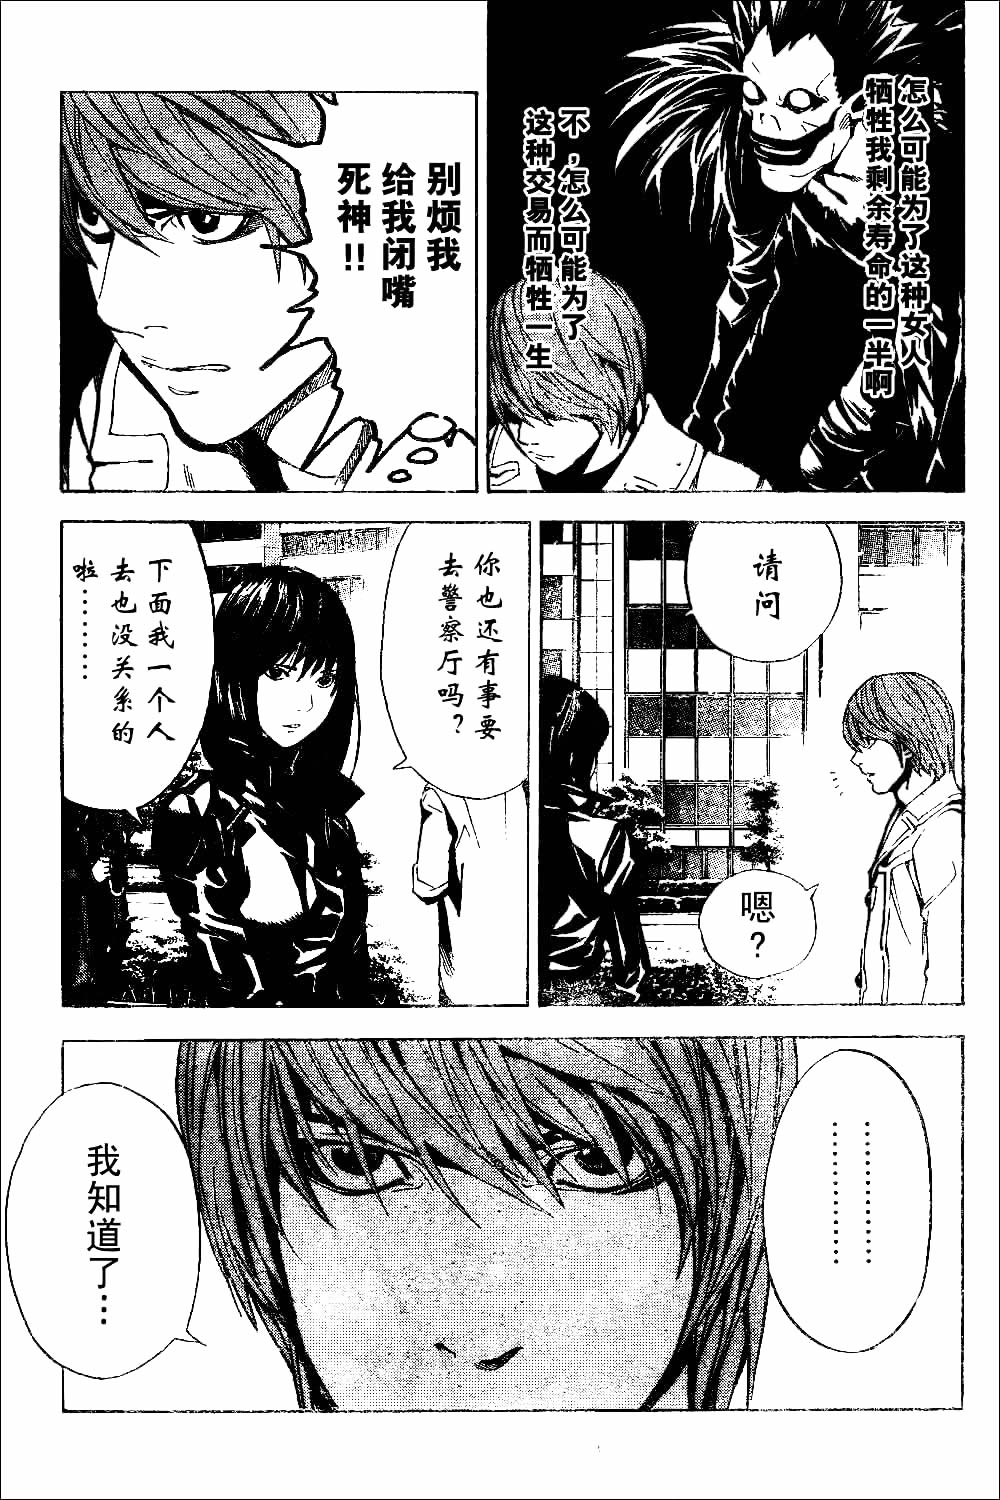 怎么可能为了这种女人
牺牲我剩余寿命的一半啊
不，怎么可能为了
这种交易而牺牲一生
别烦我
给我闭嘴
死神!!
请
问
嗯
?
你也还有事要
去警察厅吗?
下面我一个人
去也没关系的
啦………
………
………
我知道了…